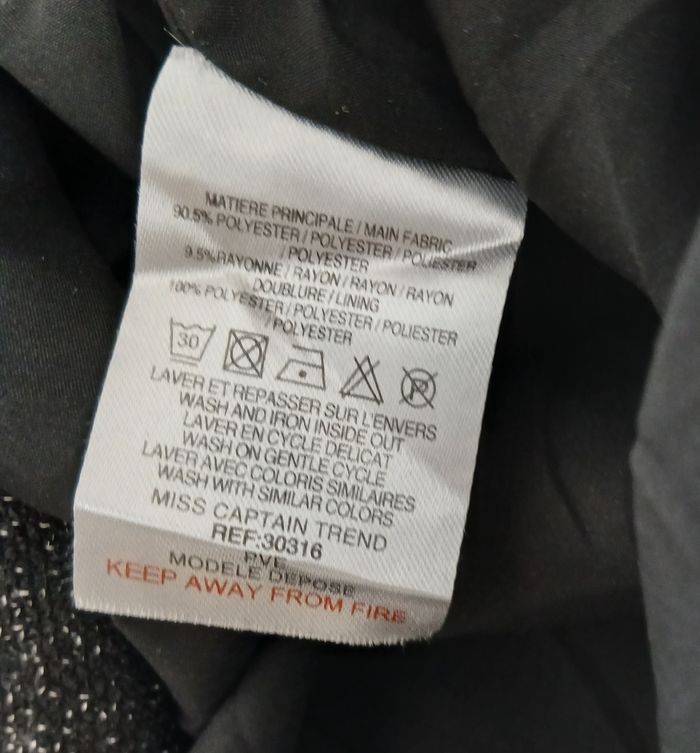 MATIERE PRINCIPALE / MAIN FABRIC
90.5% POLYESTER / POLYESTER / POLIESTER
/ POLYESTER
9.5% RAYONNE / RAYON / RAYON / RAYON
DOUBLURE / LINING
100% POLYESTER / POLYESTER / POLIESTER
/ POLYESTER
30 P
LAVER ET REPASSER SUR L'ENVERS
WASH AND IRON INSIDE OUT
LAVER EN CYCLE DELICAT
WASH ON GENTLE CYCLE
LAVER AVEC COLORIS SIMILAIRES
WASH WITH SIMILAR COLORS
MISS CAPTAIN TREND
REF:30316
PVE
MODELE DEPOSE
KEEP AWAY FROM FIRE